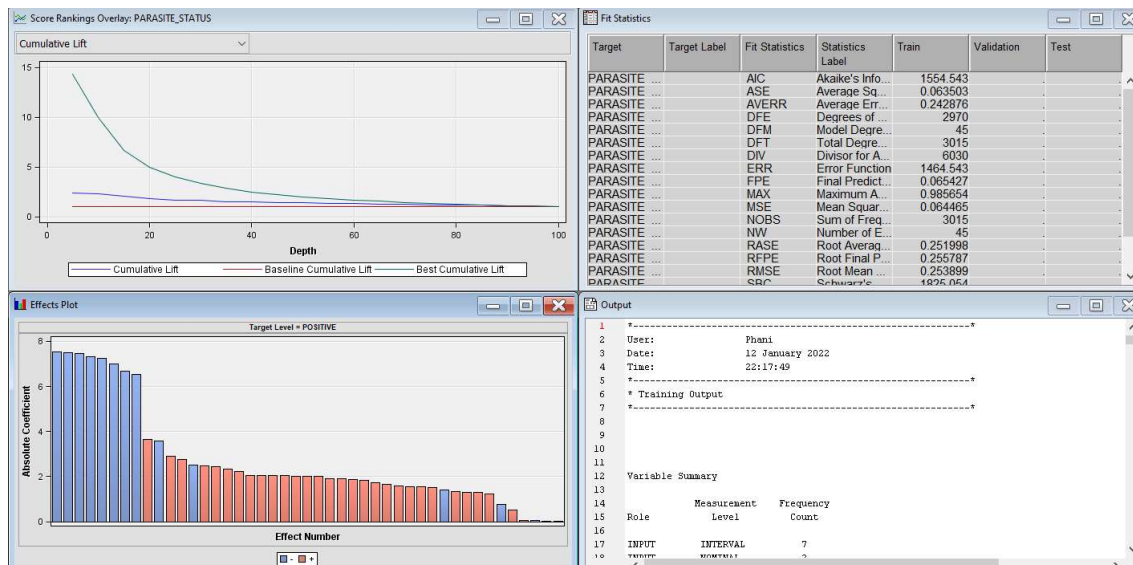 Score Rankings Overlay: PARASITE_STATUS
Cumulative Lift
15
10
5
0
0 20 40 60 80 100
Depth
Cumulative Lift Baseline Cumulative Lift Best Cumulative Lift
Fit Statistics
Target Target Label Fit Statistics Statistics Label Train Validation Test
PARASITE ... AIC Akaike's Info... 1554.543 . .
PARASITE ... ASE Average Sq... 0.063503 . .
PARASITE ... AVERR Average Err... 0.242876 . .
PARASITE ... DFE Degrees of ... 2970 . .
PARASITE ... DFM Model Degre... 45 . .
PARASITE ... DFT Total Degre... 3015 . .
PARASITE ... DIV Divisor for A... 6030 . .
PARASITE ... ERR Error Function 1464.543 . .
PARASITE ... FPE Final Predict... 0.065427 . .
PARASITE ... MAX Maximum A... 0.985654 . .
PARASITE ... MSE Mean Squar... 0.064465 . .
PARASITE ... NOBS Sum of Freq... 3015 . .
PARASITE ... NW Number of E... 45 . .
PARASITE ... RASE Root Averag... 0.251998 . .
PARASITE ... RFPE Root Final P... 0.255787 . .
PARASITE ... RMSE Root Mean ... 0.253899 . .
PARASITE ... SBC Schwarz's 1825.054
Effects Plot
Target Level = POSITIVE
8
6
4
2
0
Absolute Coefficient
Effect Number
- +
Output
1 *------------------------------------------------------------*
2 User: Phani
3 Date: 12 January 2022
4 Time: 22:17:49
5 *------------------------------------------------------------*
6 * Training Output
7 *------------------------------------------------------------*
8
9
10
11
12 Variable Summary
13
14 Measurement Frequency
15 Role Level Count
16
17 INPUT INTERVAL 7
18 INPUT NOMINAL